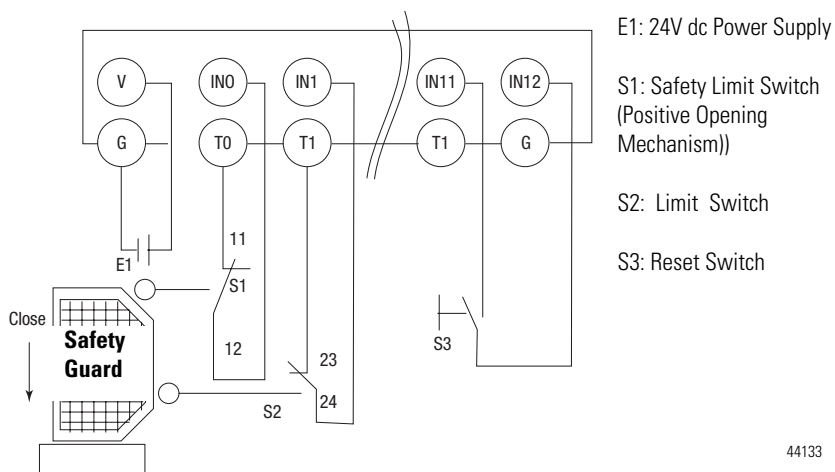 V
IN0
IN1
IN11
IN12
G
T0
T1
T1
G
E1
11
S1
12
23
24
S2
S3
Close
Safety
Guard
E1: 24V dc Power Supply
S1: Safety Limit Switch
(Positive Opening
Mechanism))
S2: Limit Switch
S3: Reset Switch
44133